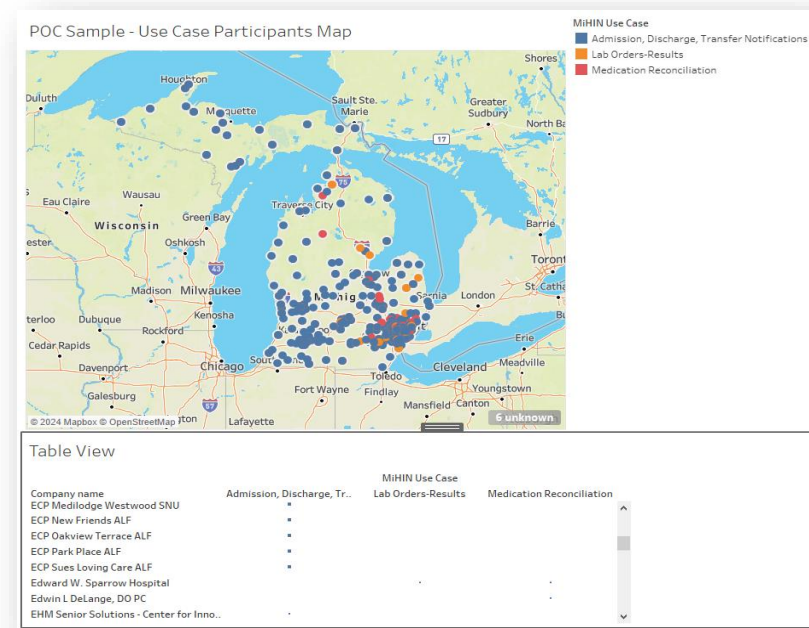 POC Sample - Use Case Participants Map
MiHIN Use Case
Admission, Discharge, Transfer Notifications
Lab Orders-Results
Medication Reconciliation
Shores
Houghton
Duluth
Sault Ste.
Marie
Greater
Sudbury
North Ba
17
75
Traverse City
Eau Claire
Wausau
Green Bay
Wisconsin
Oshkosh
Barrie
ester
43
Toront
Madison
Milwaukee
London
St. Catha
Kenosha
terloo
Dubuque
Rockford
Erie
Cedar Rapids
Chicago
Toledo
Cleveland
Meadville
Davenport
Youngstown
Galesburg
Fort Wayne
Findlay
Mansfield
Canton
57
Lafayette
© 2024 Mapbox © OpenStreetMap
6 unknown
Table View
MiHIN Use Case
Company name
Admission, Discharge, Tr..
Lab Orders-Results
Medication Reconciliation
ECP Medilodge Westwood SNU
ECP New Friends ALF
ECP Oakview Terrace ALF
ECP Park Place ALF
ECP Sues Loving Care ALF
Edward W. Sparrow Hospital
Edwin L DeLange, DO PC
EHM Senior Solutions - Center for Inno..